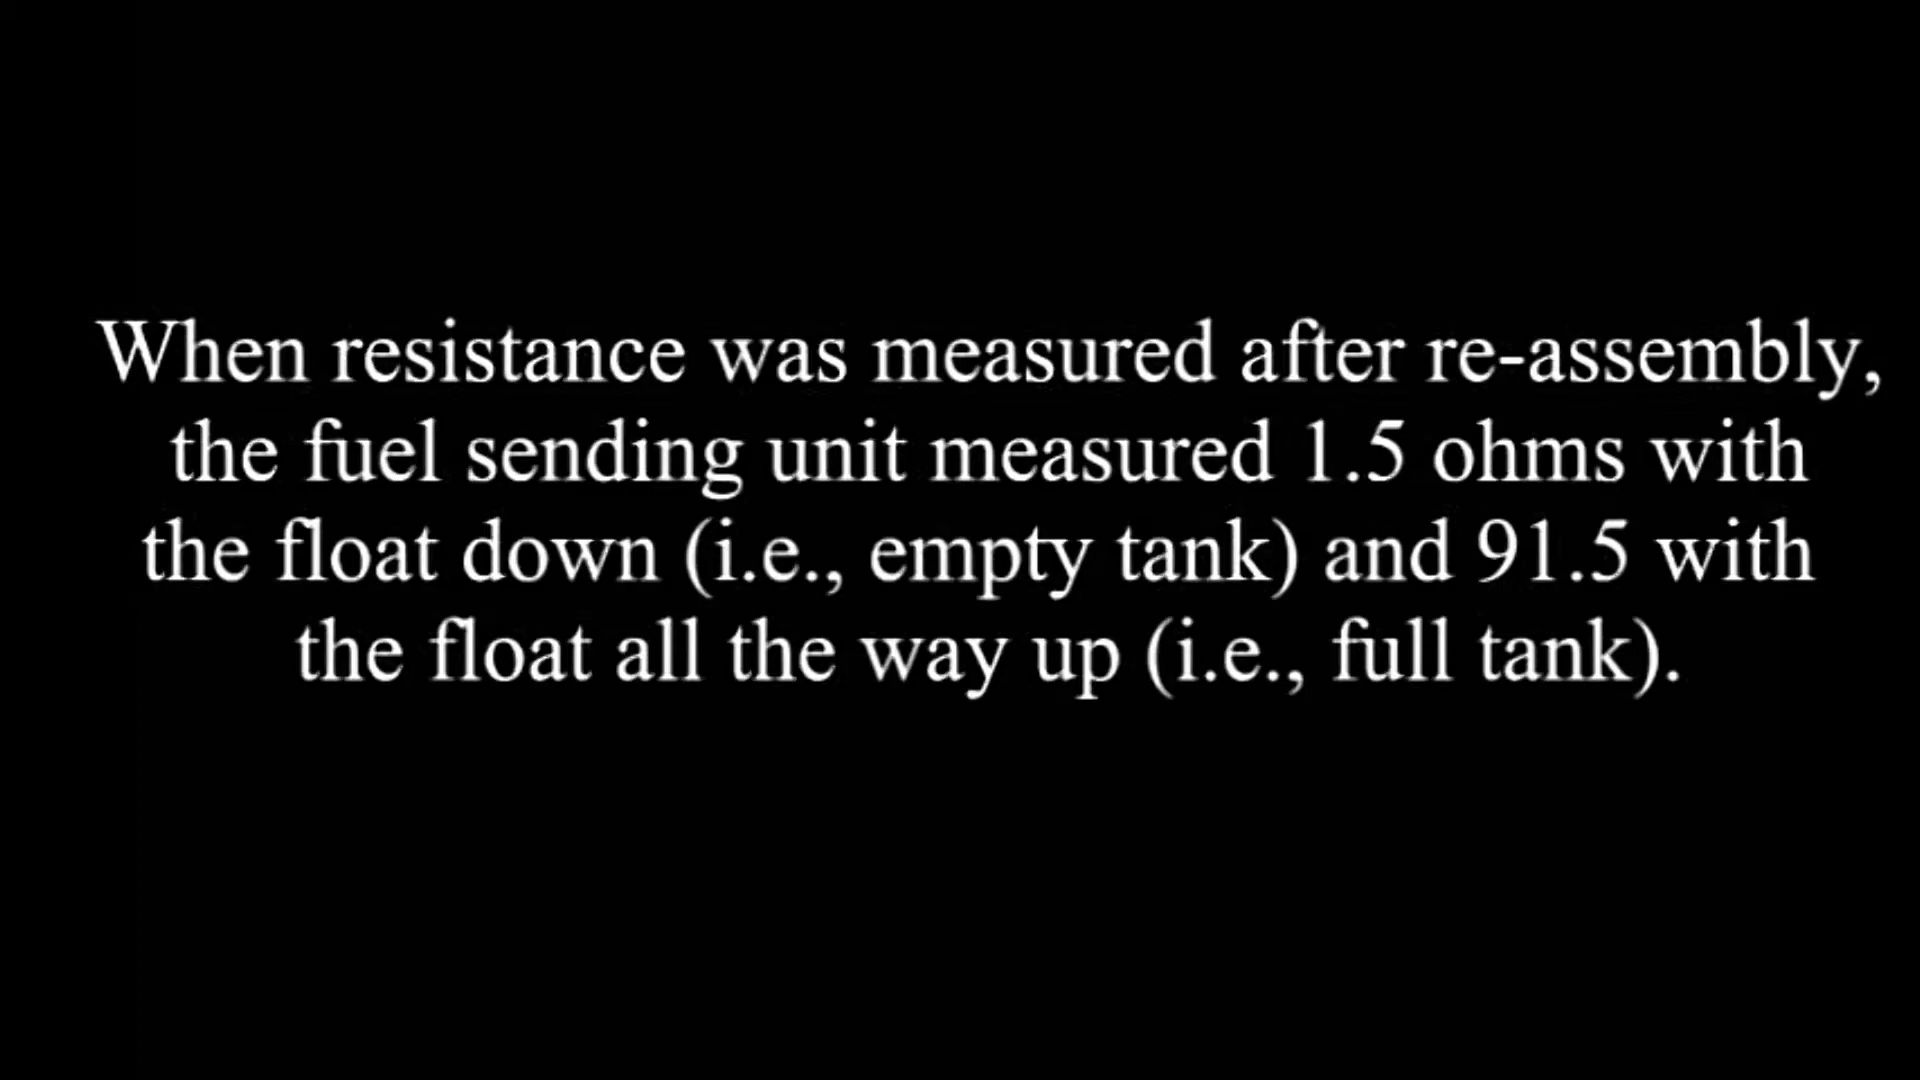 When resistance was measured after re-assembly,
the fuel sending unit measured 1.5 ohms with
the float down (i.e., empty tank) and 91.5 with
the float all the way up (i.e., full tank).